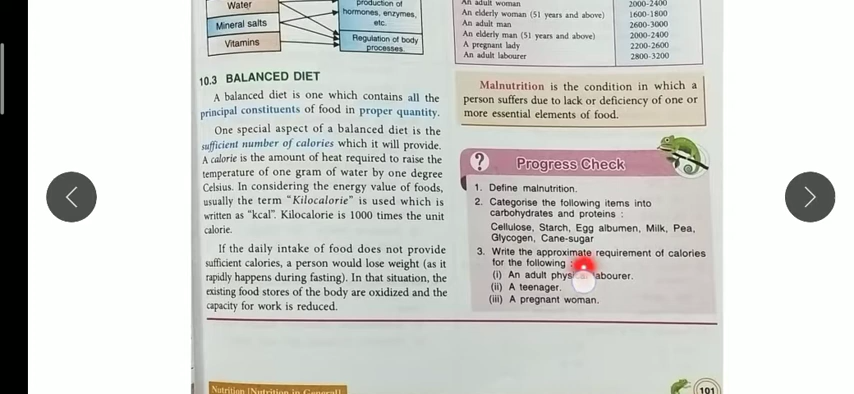 Water
Mineral salts
Vitamins
production of
hormones, enzymes,
etc.
Regulation of body
processes
An adult woman 2000-2400
An elderly woman (51 years and above) 1600-1800
An adult man 2600-3000
An elderly man (51 years and above) 2000-2400
A pregnant lady 2200-2600
An adult labourer 2800-3200
10.3 BALANCED DIET
A balanced diet is one which contains all the
principal constituents of food in proper quantity.
One special aspect of a balanced diet is the
sufficient number of calories which it will provide.
A calorie is the amount of heat required to raise the
temperature of one gram of water by one degree
Celsius. In considering the energy value of foods,
usually the term "Kilocalorie" is used which is
written as "kcal". Kilocalorie is 1000 times the unit
calorie.
If the daily intake of food does not provide
sufficient calories, a person would lose weight (as it
rapidly happens during fasting). In that situation, the
existing food stores of the body are oxidized and the
capacity for work is reduced.
Malnutrition is the condition in which a
person suffers due to lack or deficiency of one or
more essential elements of food.
? Progress Check
1. Define malnutrition.
2. Categorise the following items into
carbohydrates and proteins :
Cellulose, Starch, Egg albumen, Milk, Pea,
Glycogen, Cane-sugar
3. Write the approximate requirement of calories
for the following :
(i) An adult physical labourer.
(ii) A teenager.
(iii) A pregnant woman.
Nutrition [Nutrition in General]
101